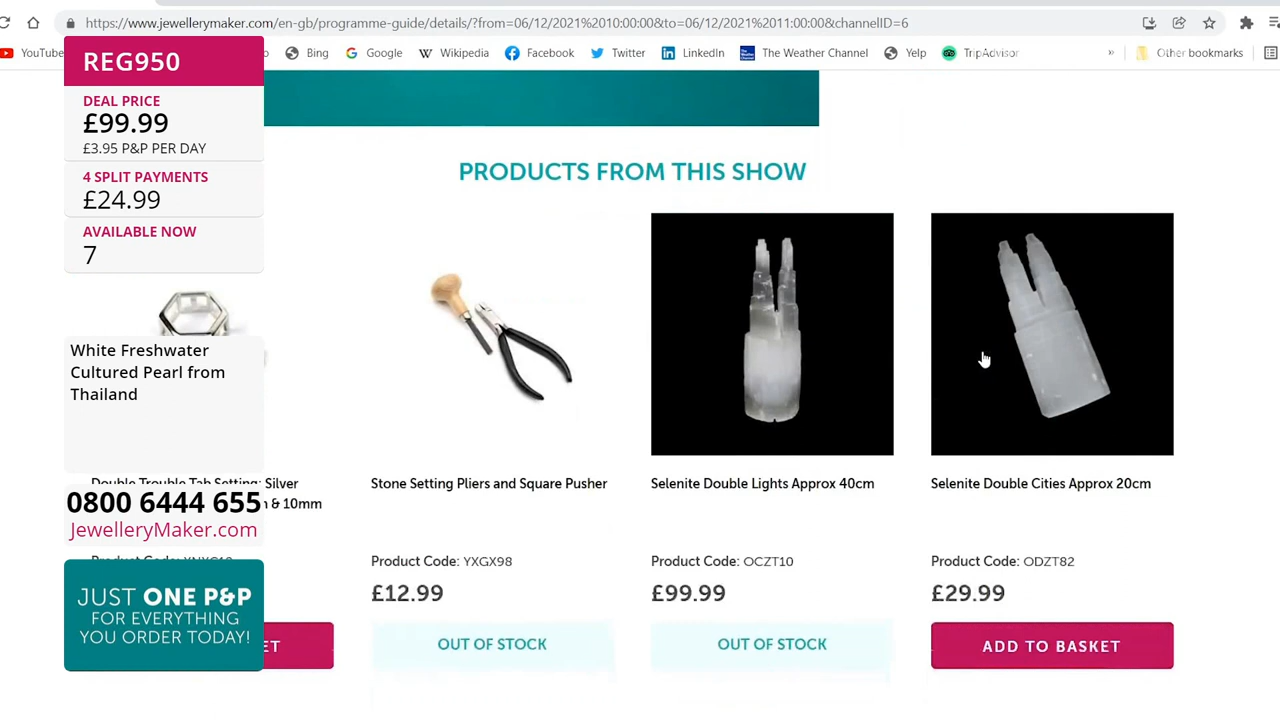 https://www.jewellerymaker.com/en-gb/programme-guide/details/?from=06/12/2021%2010:00:00&to=06/12/2021%2011:00:00&channelID=6
YouTube
Bing
Google
Wikipedia
Facebook
Twitter
LinkedIn
The Weather Channel
Yelp
TripAdvisor
»
Other bookmarks
REG950
DEAL PRICE
£99.99
£3.95 P&P PER DAY
4 SPLIT PAYMENTS
£24.99
AVAILABLE NOW
7
White Freshwater
Cultured Pearl from
Thailand
0800 6444 655
JewelleryMaker.com
JUST ONE P&P
FOR EVERYTHING
YOU ORDER TODAY!
PRODUCTS FROM THIS SHOW
Double Trouble Tab Setting: Silver
& 10mm
Product Code:
ET
Stone Setting Pliers and Square Pusher
Product Code: YXGX98
£12.99
OUT OF STOCK
Selenite Double Lights Approx 40cm
Product Code: OCZT10
£99.99
OUT OF STOCK
Selenite Double Cities Approx 20cm
Product Code: ODZT82
£29.99
ADD TO BASKET